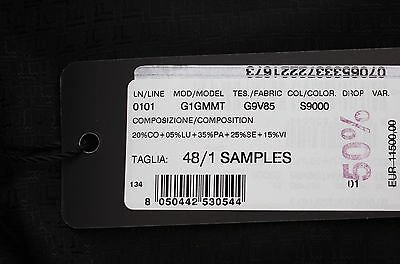 0706533372221673
LN/LINE MOD/MODEL TES./FABRIC COL/COLOR. DROP VAR.
0101 G1GMMT G9V85 S9000
COMPOSIZIONE/COMPOSITION
20%CO+05%LU+35%PA+25%SE+15%VI
TAGLIA: 48/1 SAMPLES
134 01
8 050442 530544
50%
EUR 11500,00